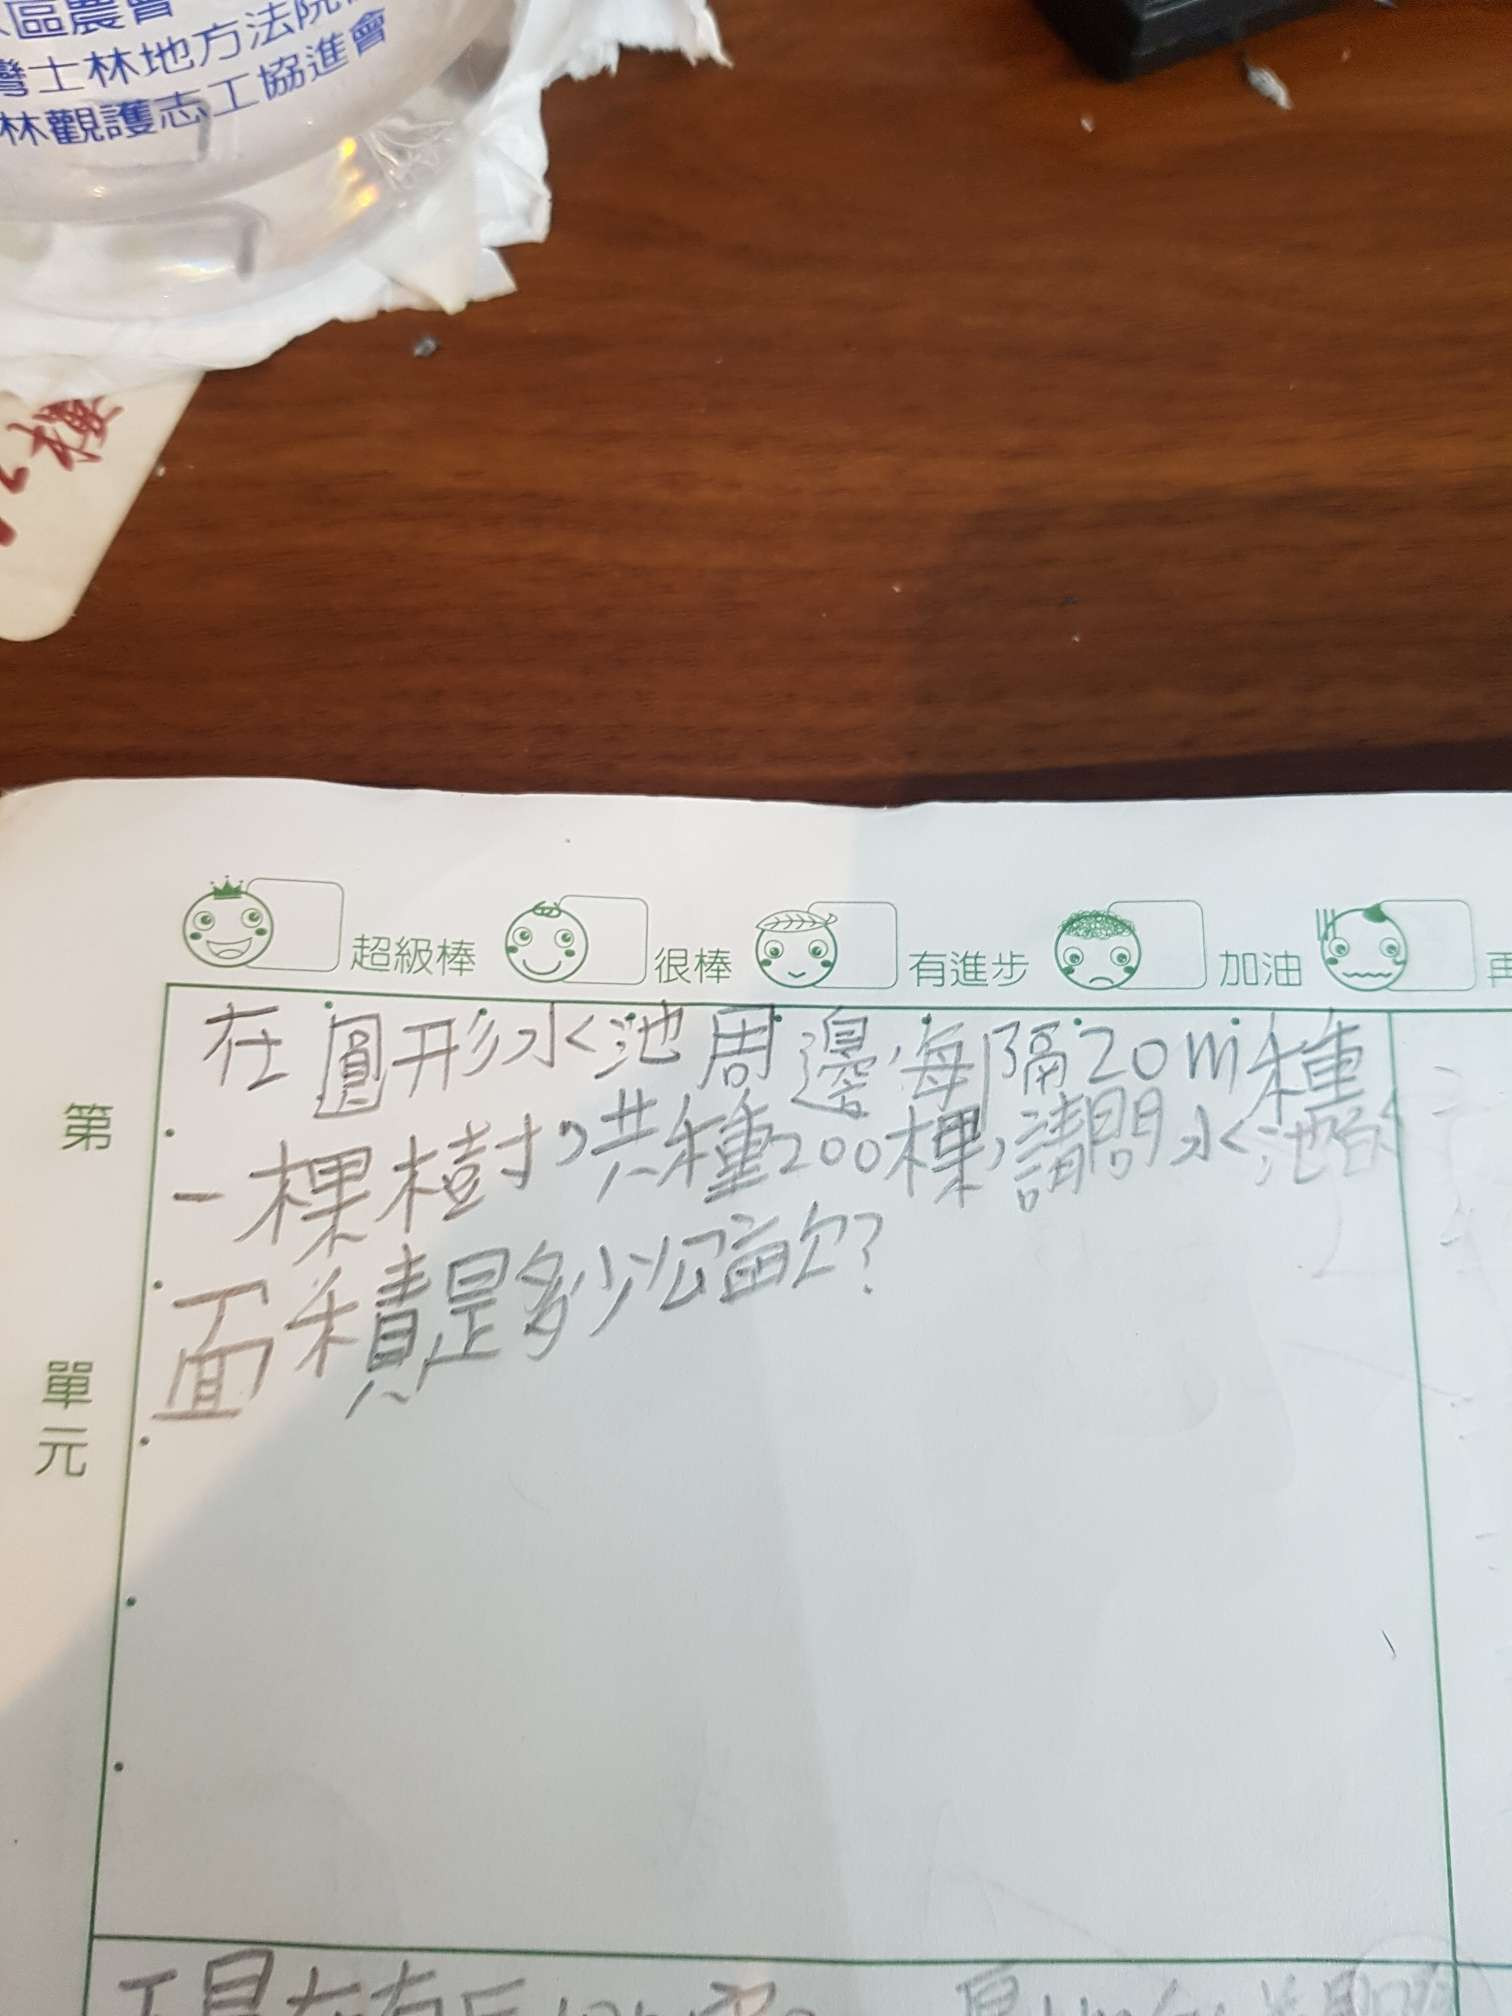 區農會
灣士林地方法院
林觀護志工協進會
樓
超級棒 很棒 有進步 加油 再
第
單
元
在圓形水池周邊,每隔20m種
一棵樹,共種200棵,請問水池的
面積是多少公畝?